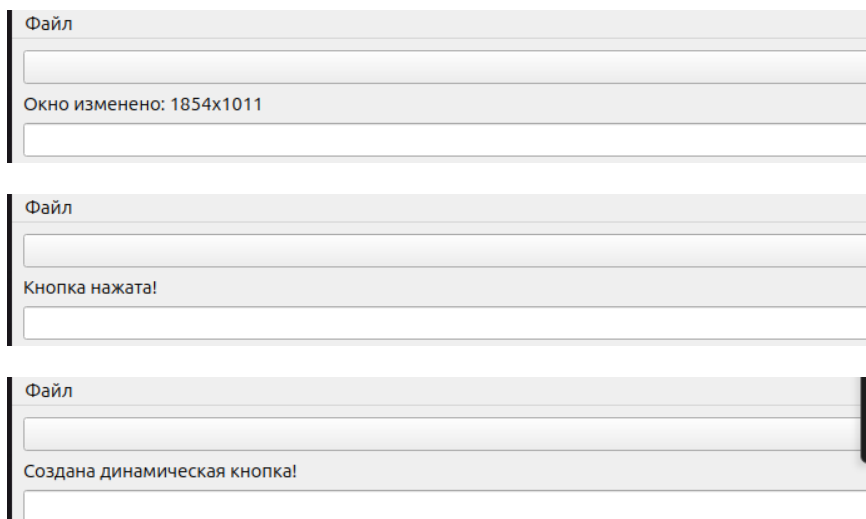 Файл
Окно изменено: 1854x1011
Файл
Кнопка нажата!
Файл
Создана динамическая кнопка!